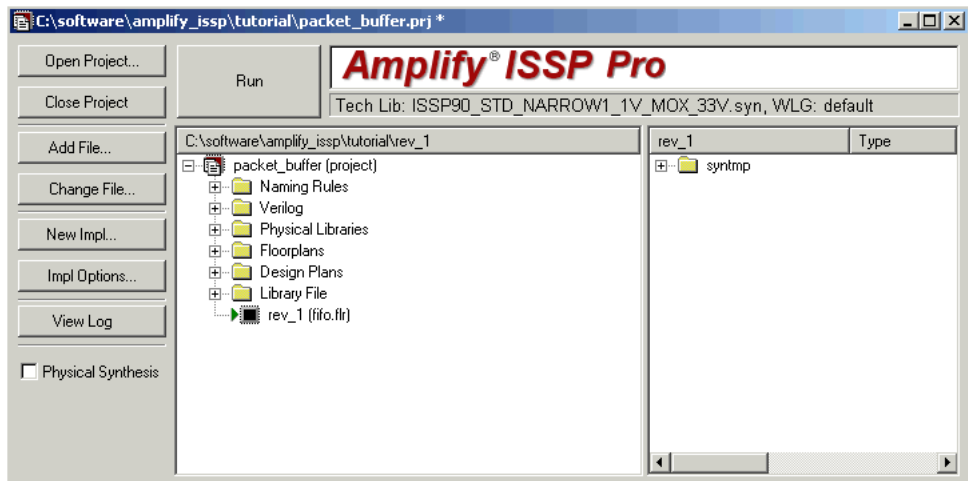 C:\software\amplify_issp\tutorial\packet_buffer.prj *
Open Project...
Close Project
Add File...
Change File...
New Impl...
Impl Options...
View Log
Physical Synthesis
Run
Amplify® ISSP Pro
Tech Lib: ISSP90_STD_NARROW1_1V_MOX_33V.syn, WLG: default
C:\software\amplify_issp\tutorial\rev_1
packet_buffer (project)
Naming Rules
Verilog
Physical Libraries
Floorplans
Design Plans
Library File
rev_1 (fifo.flr)
rev_1 Type
syntmp